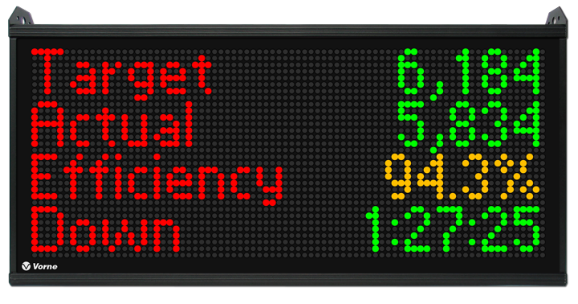 Target 6,184
Actual 5,834
Efficiency 94.3%
Down 1:27:25
Vorne